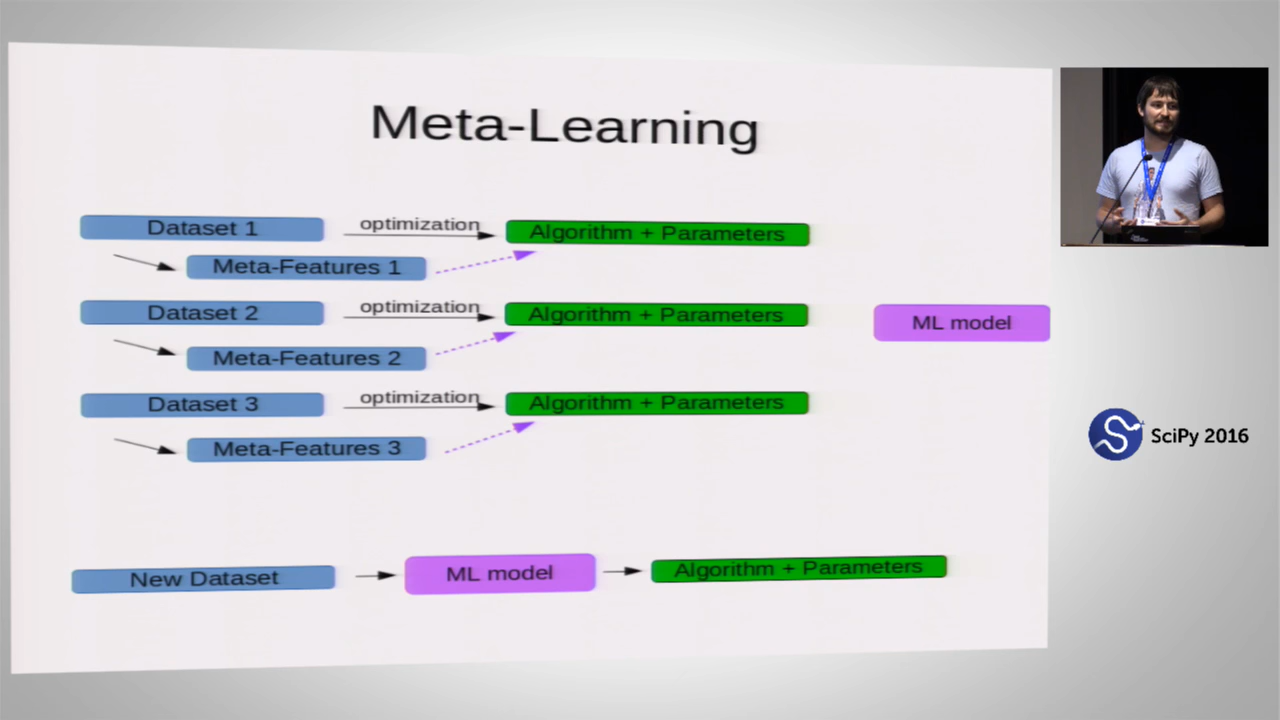 Meta-Learning
Dataset 1
optimization
Algorithm + Parameters
Meta-Features 1
Dataset 2
optimization
Algorithm + Parameters
ML model
Meta-Features 2
Dataset 3
optimization
Algorithm + Parameters
Meta-Features 3
New Dataset
ML model
Algorithm + Parameters
SciPy 2016